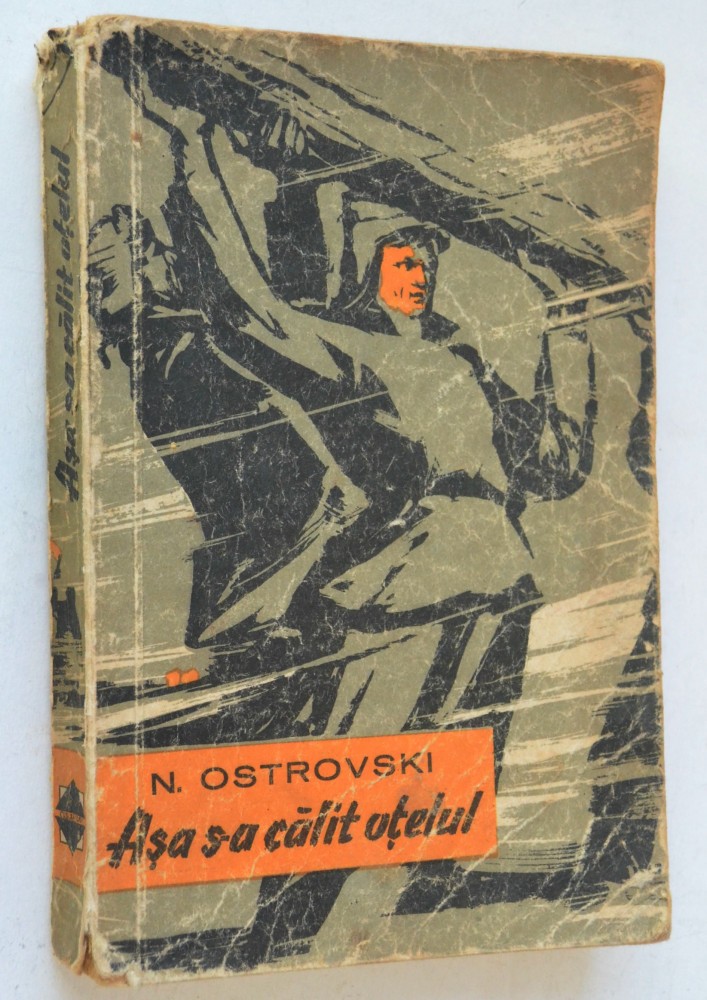 Așa s-a călit oțelul
N. OSTROVSKI
Așa s-a călit oțelul